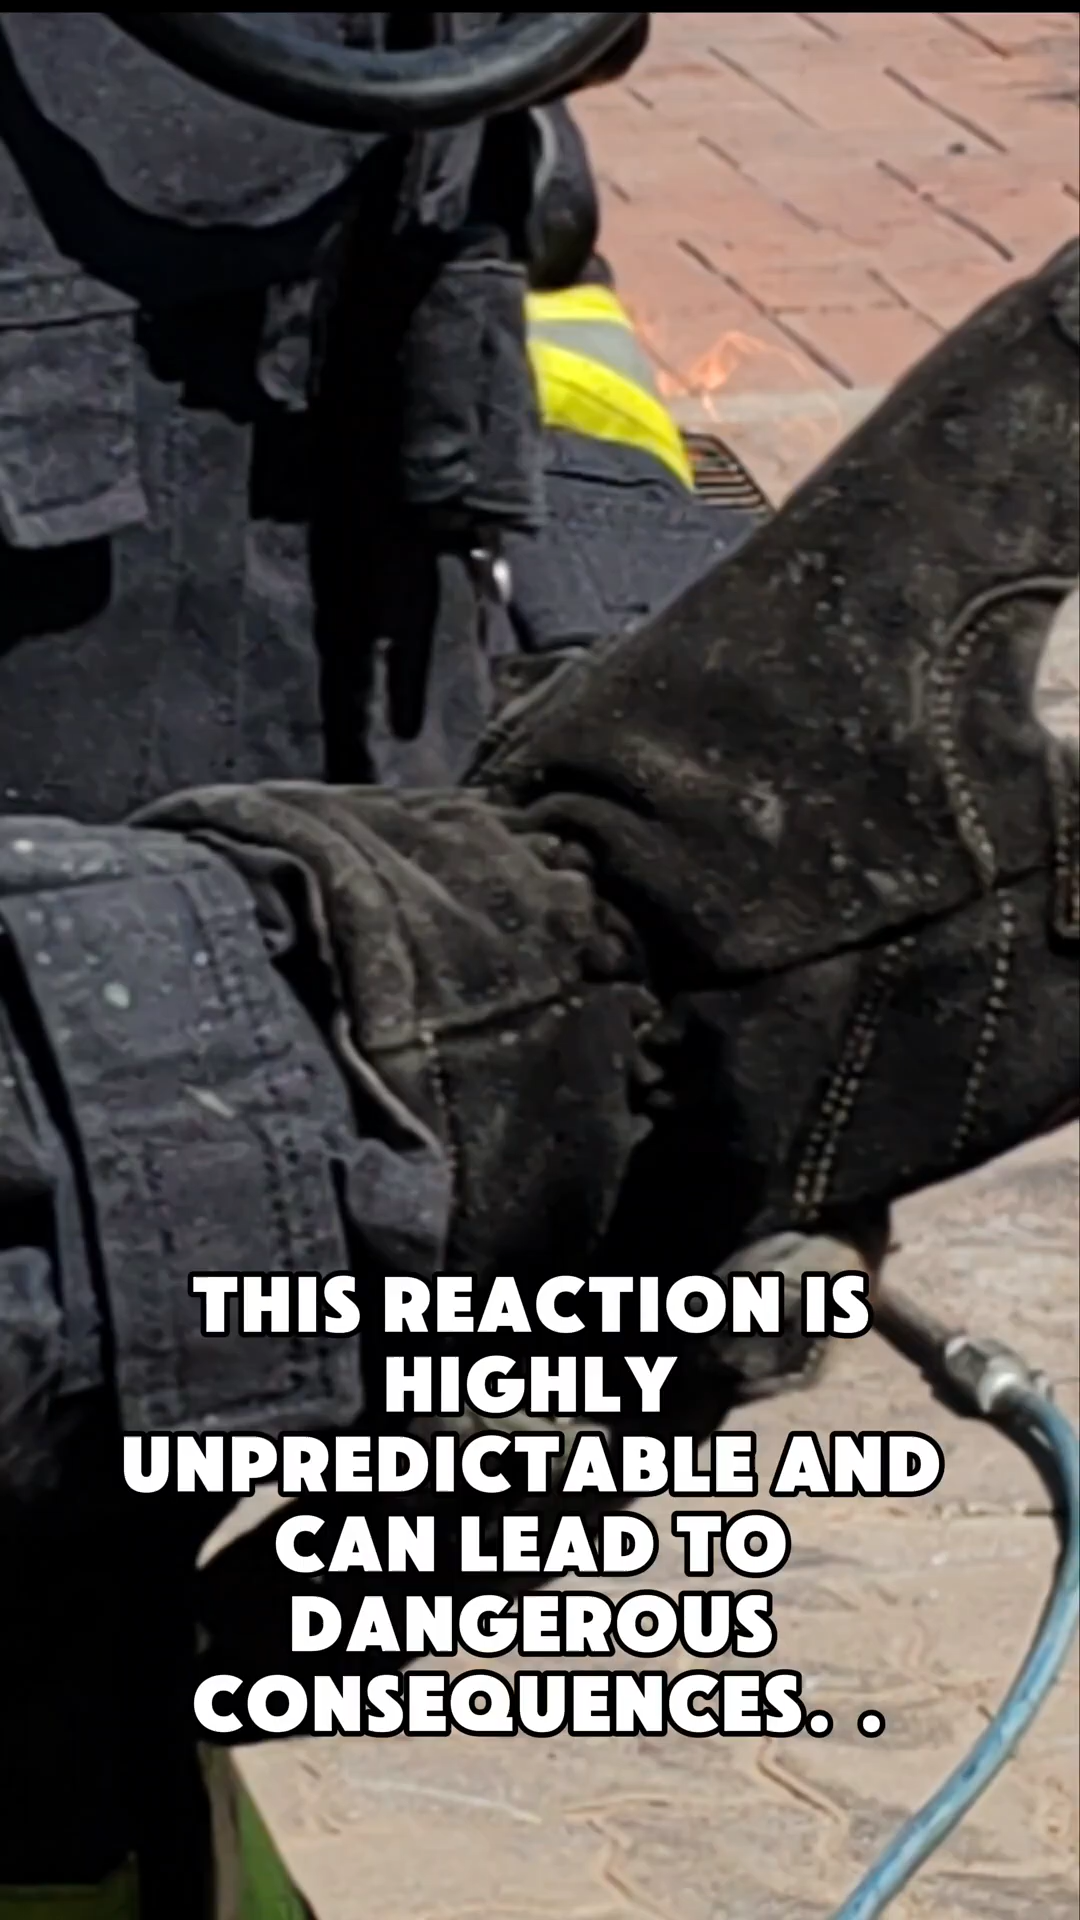 THIS REACTION IS
HIGHLY
UNPREDICTABLE AND
CAN LEAD TO
DANGEROUS
CONSEQUENCES. .